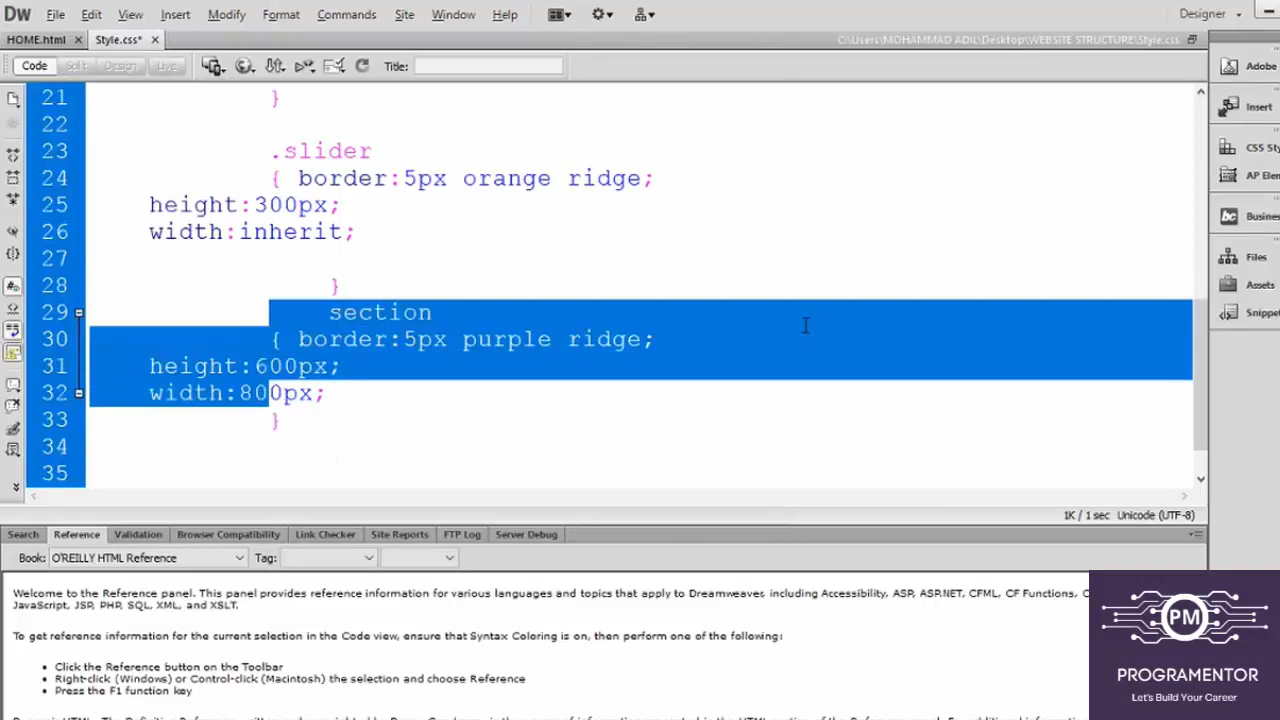 Dw File Edit View Insert Modify Format Commands Site Window Help Designer
HOME.html × Style.css* × C:\Users\MOHAMMAD ADIL\Desktop\WEBSITE STRUCTURE\Style.css
Code Split Design Live Title:
21 }
22
23 .slider
24 { border:5px orange ridge;
25 height:300px;
26 width:inherit;
27
28 }
29 section
30 { border:5px purple ridge;
31 height:600px;
32 width:800px;
33 }
34
35
Adobe
Insert
CSS Sty
AP Elem
Busines
Files
Assets
Snippet
1K / 1 sec Unicode (UTF-8)
Search Reference Validation Browser Compatibility Link Checker Site Reports FTP Log Server Debug
Book: O'REILLY HTML Reference Tag:
Welcome to the Reference panel. This panel provides reference information for various languages and topics that apply to Dreamweaver, including Accessibility, ASP, ASP.NET, CFML, CF Functions, C
JavaScript, JSP, PHP, SQL, XML, and XSLT.
To get reference information for the current selection in the Code view, ensure that Syntax Coloring is on, then perform one of the following:
• Click the Reference button on the Toolbar
• Right-click (Windows) or Control-click (Macintosh) the selection and choose Reference
• Press the F1 function key
PM
PROGRAMENTOR
Let's Build Your Career